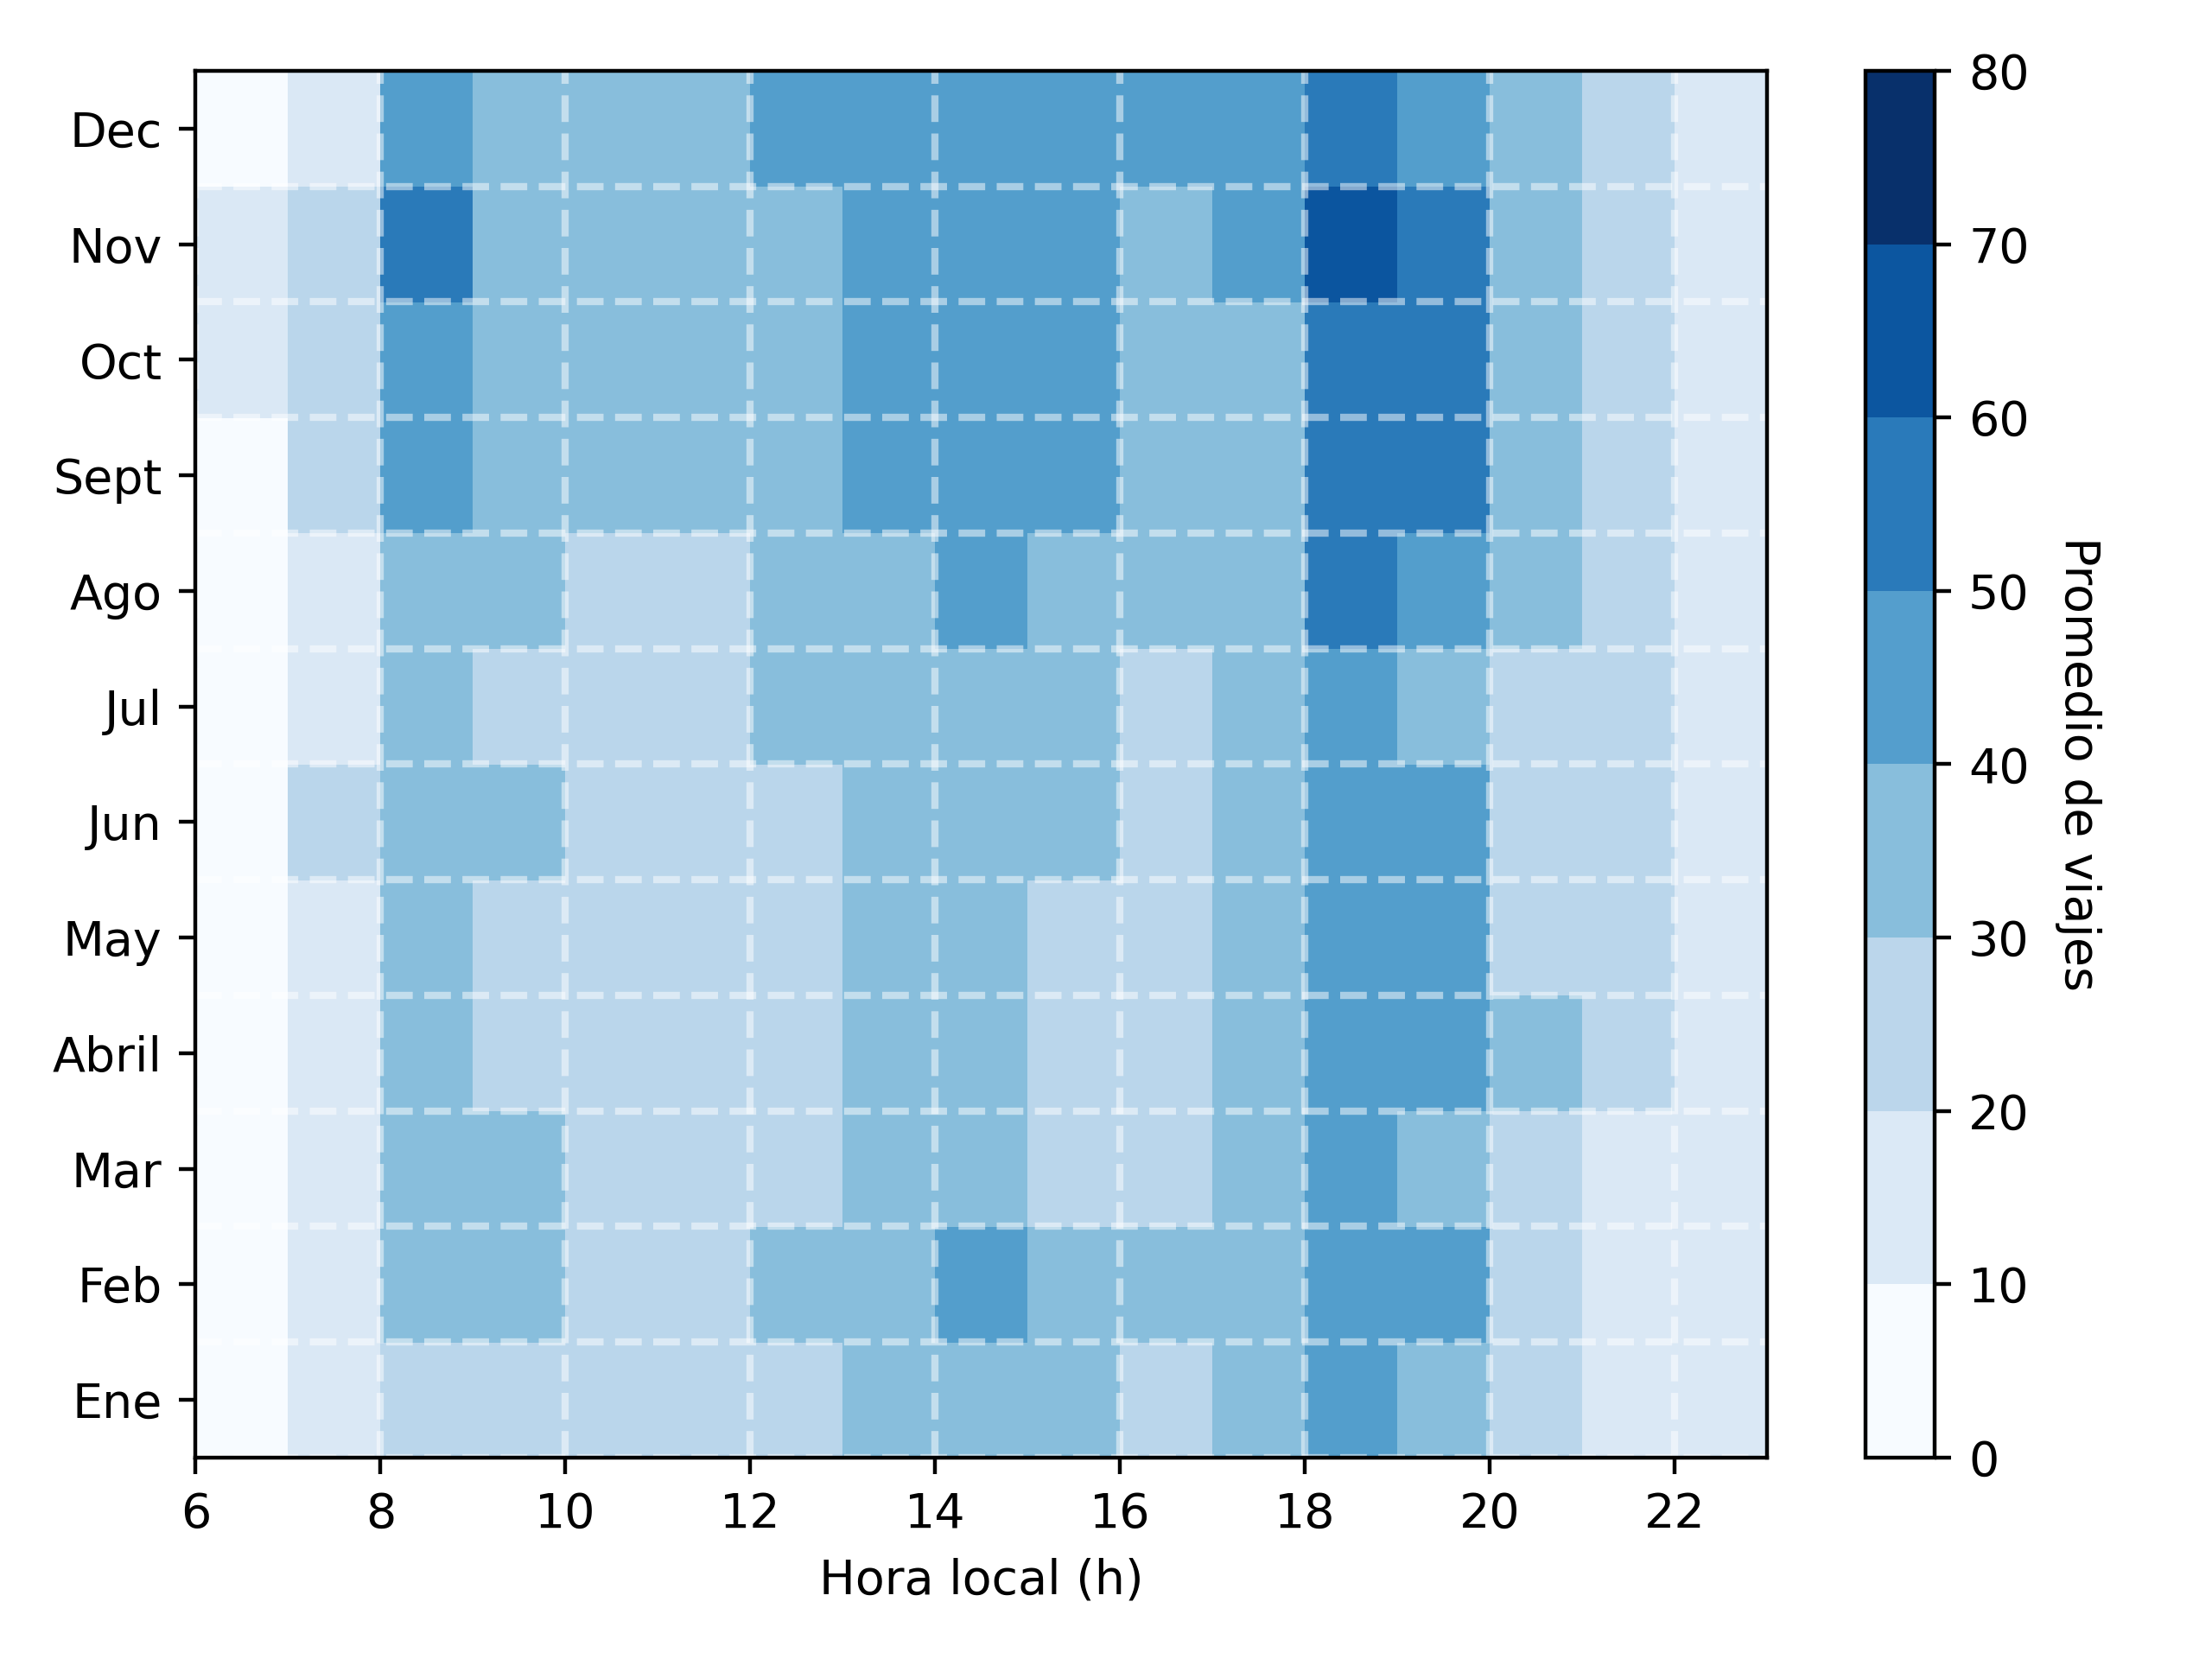 Dec
Nov
Oct
Sept
Ago
Jul
Jun
May
Abril
Mar
Feb
Ene
6 8 10 12 14 16 18 20 22
Hora local (h)
80
70
60
50
40
30
20
10
0
Promedio de viajes